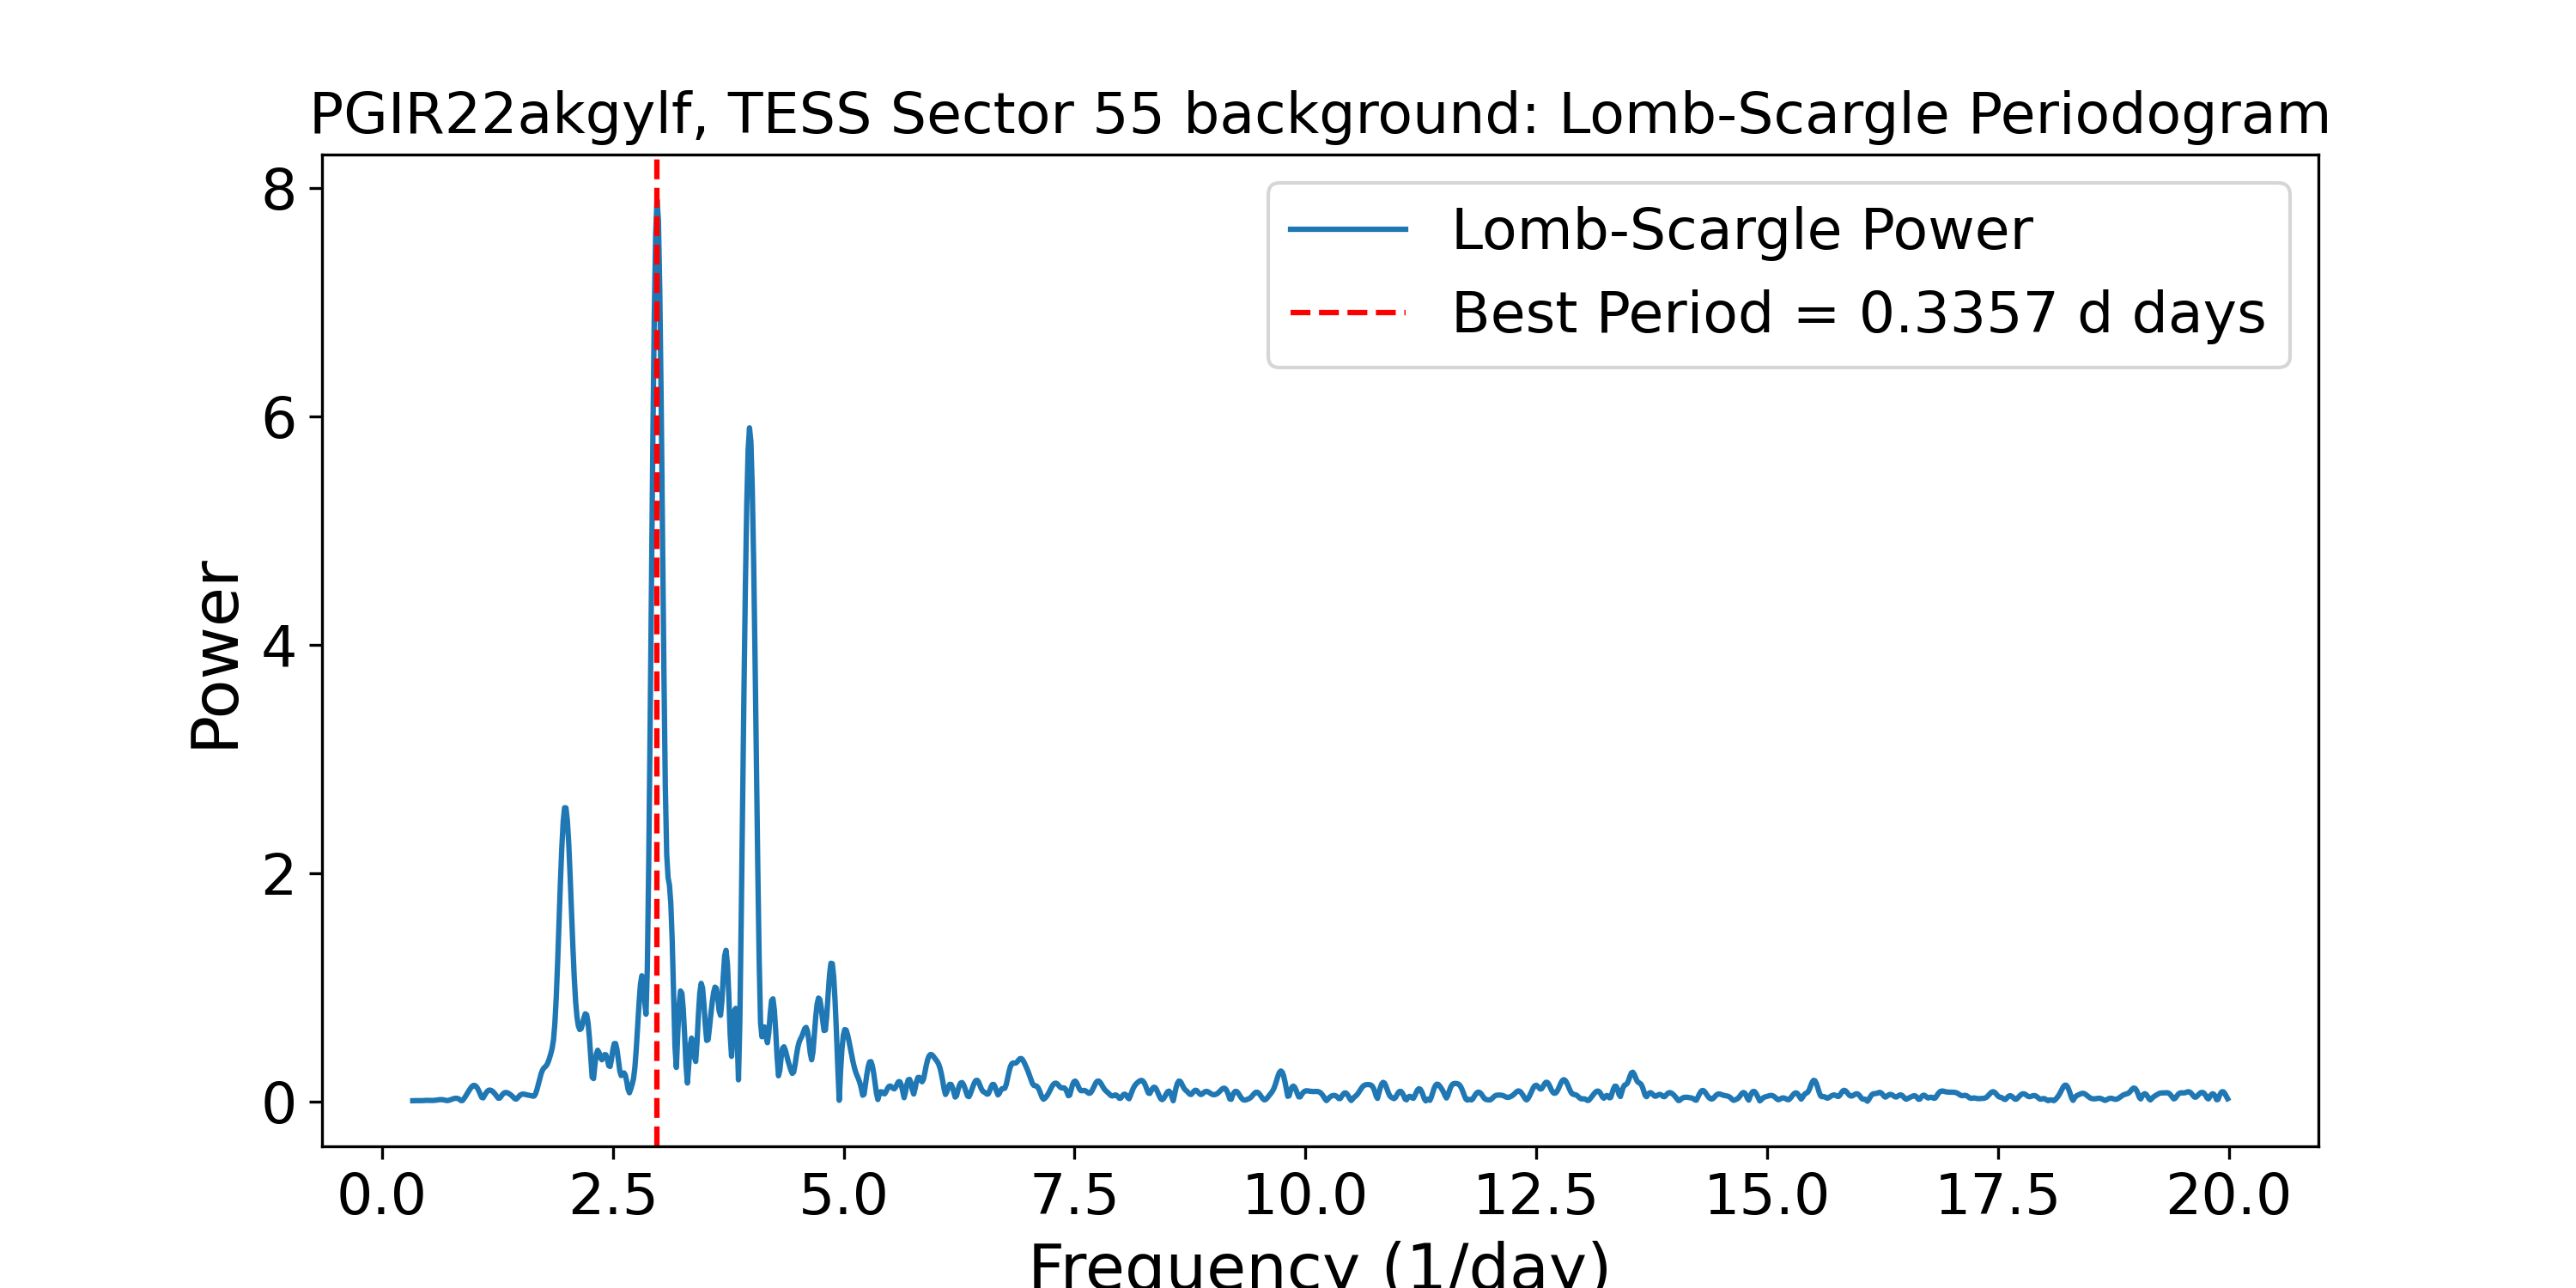 PGIR22akgylf, TESS Sector 55 background: Lomb-Scargle Periodogram
8
6
4
2
0
Power
Lomb-Scargle Power
Best Period = 0.3357 d days
0.0 2.5 5.0 7.5 10.0 12.5 15.0 17.5 20.0
Frequency (1/day)